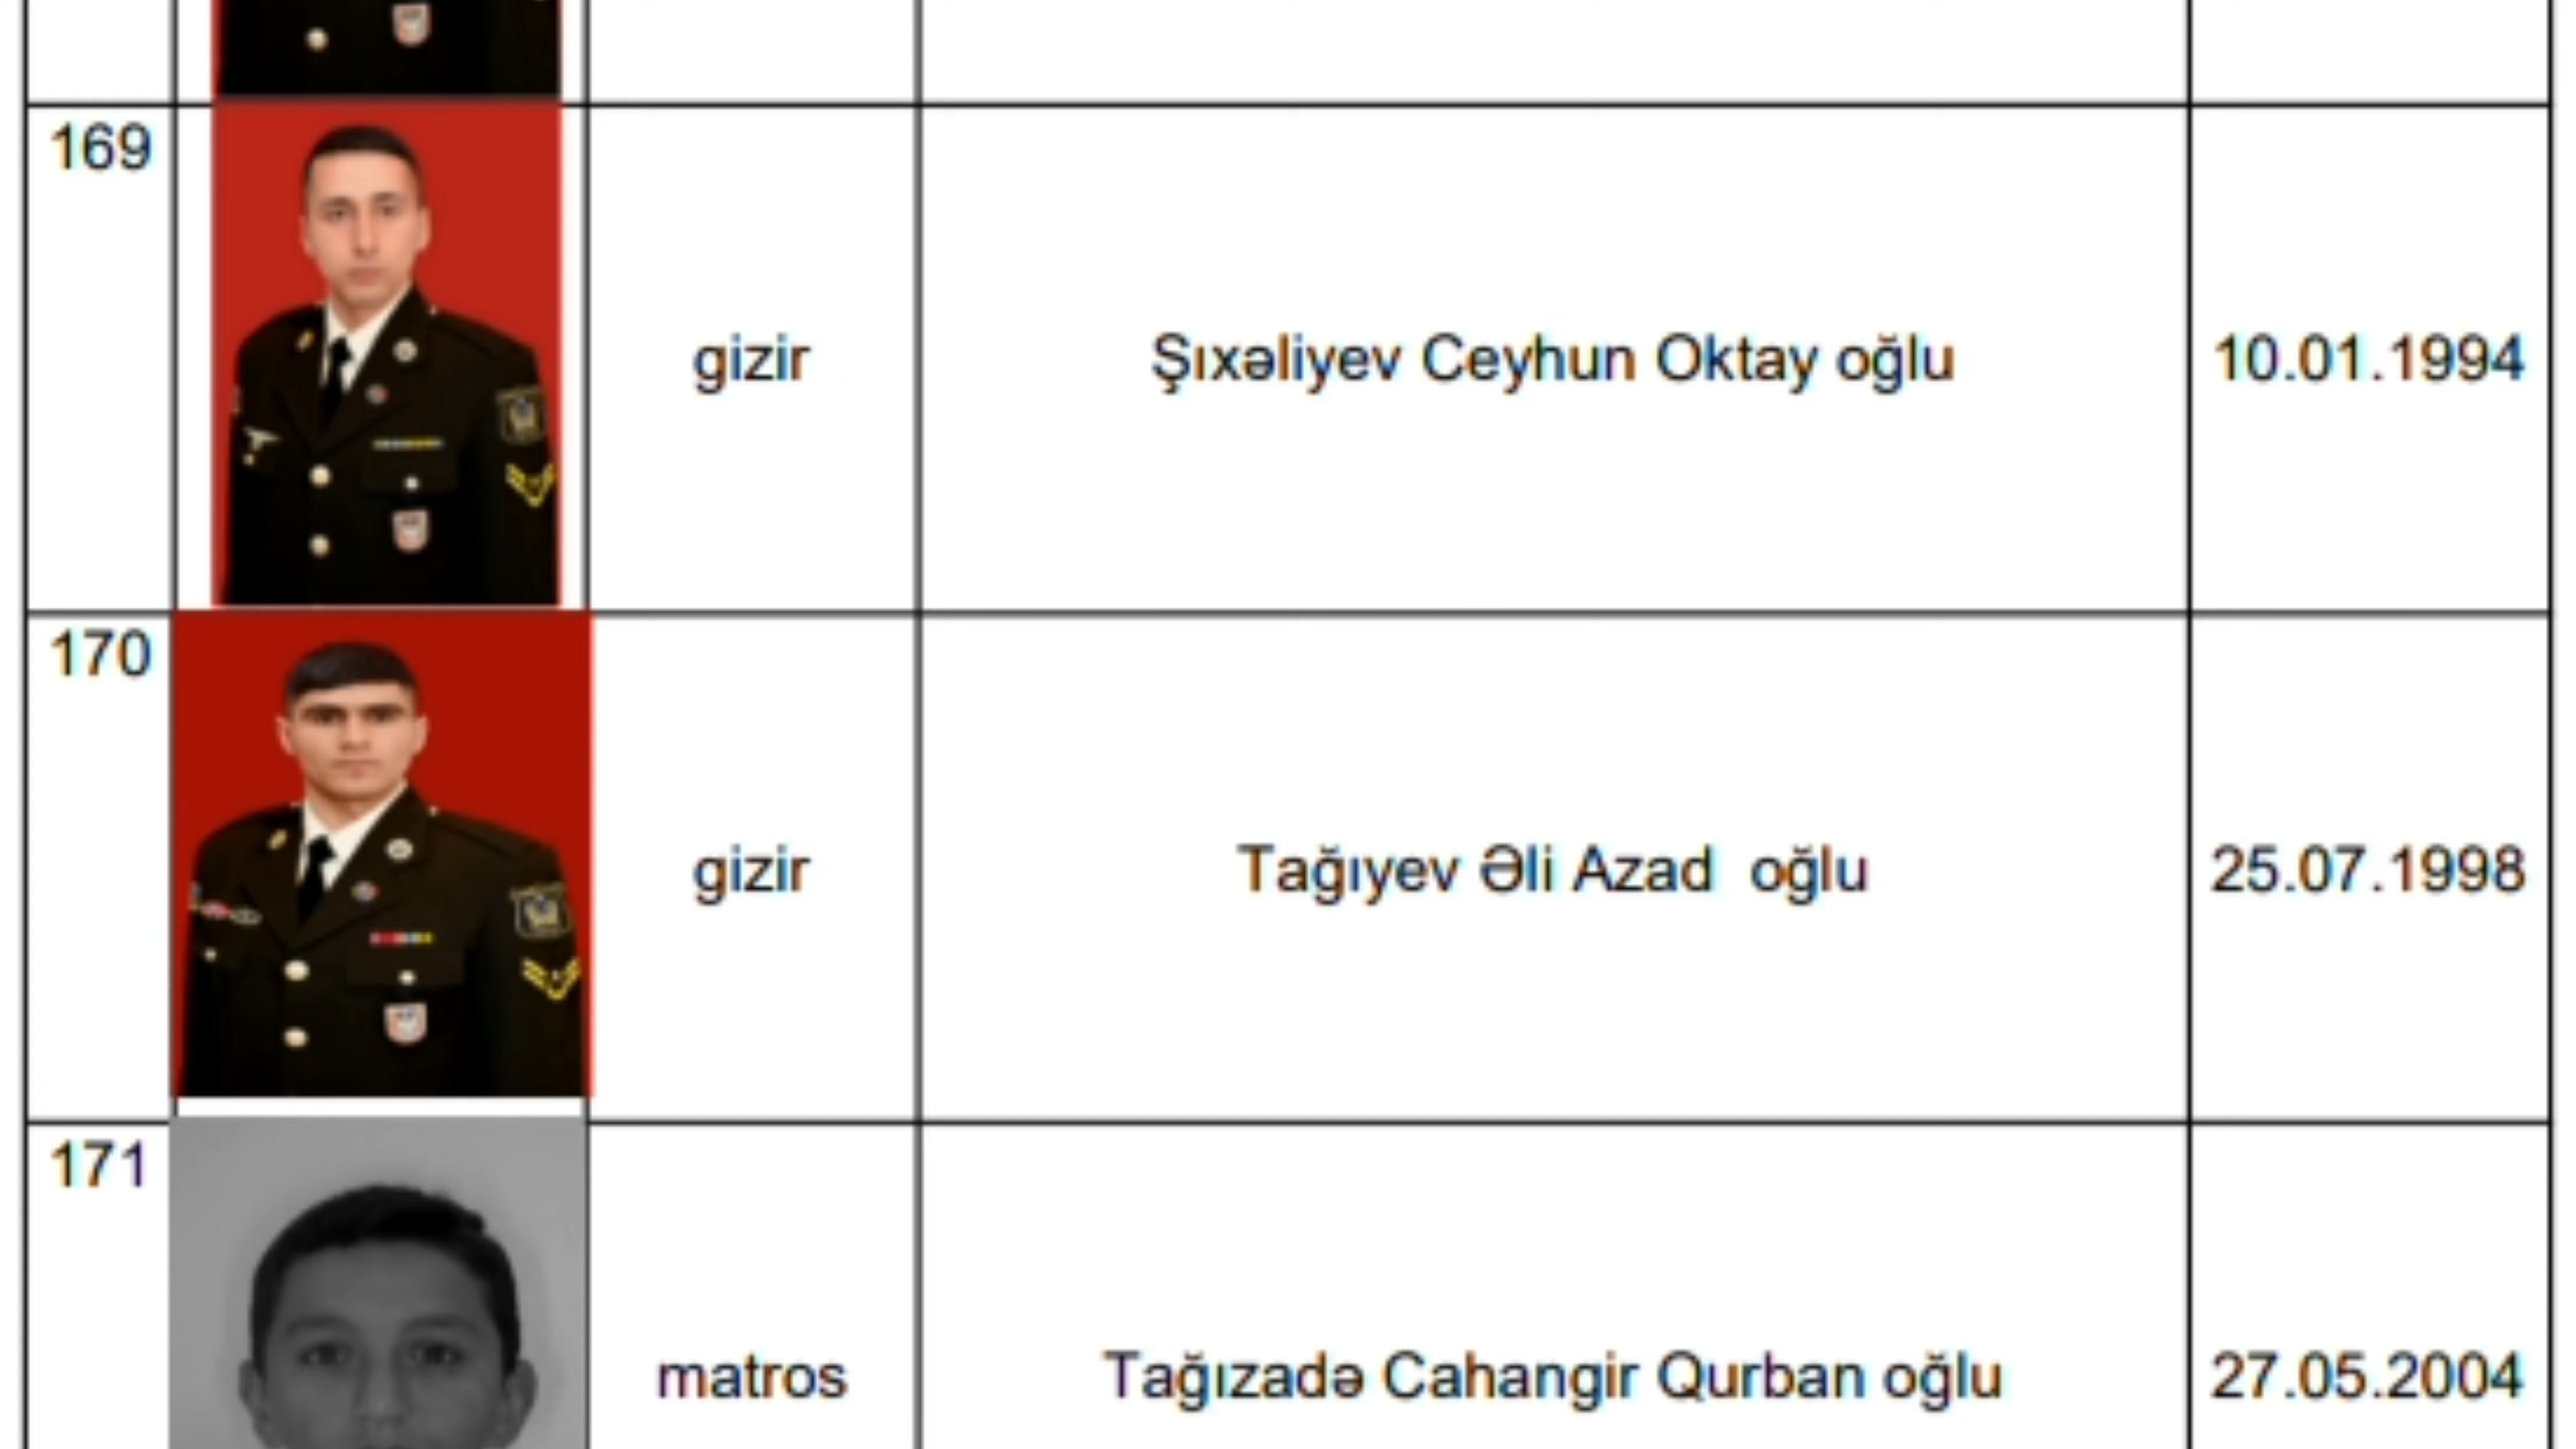 169 gizir Şıxəliyev Ceyhun Oktay oğlu 10.01.1994
170 gizir Tağıyev Əli Azad oğlu 25.07.1998
171 matros Tağızadə Cahangir Qurban oğlu 27.05.2004